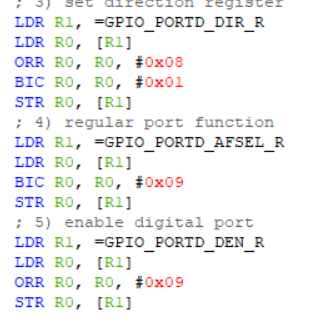 ; 3) set direction register
LDR R1, =GPIO_PORTD_DIR_R
LDR R0, [R1]
ORR R0, R0, #0x08
BIC R0, R0, #0x01
STR R0, [R1]
; 4) regular port function
LDR R1, =GPIO_PORTD_AFSEL_R
LDR R0, [R1]
BIC R0, R0, #0x09
STR R0, [R1]
; 5) enable digital port
LDR R1, =GPIO_PORTD_DEN_R
LDR R0, [R1]
ORR R0, R0, #0x09
STR R0, [R1]